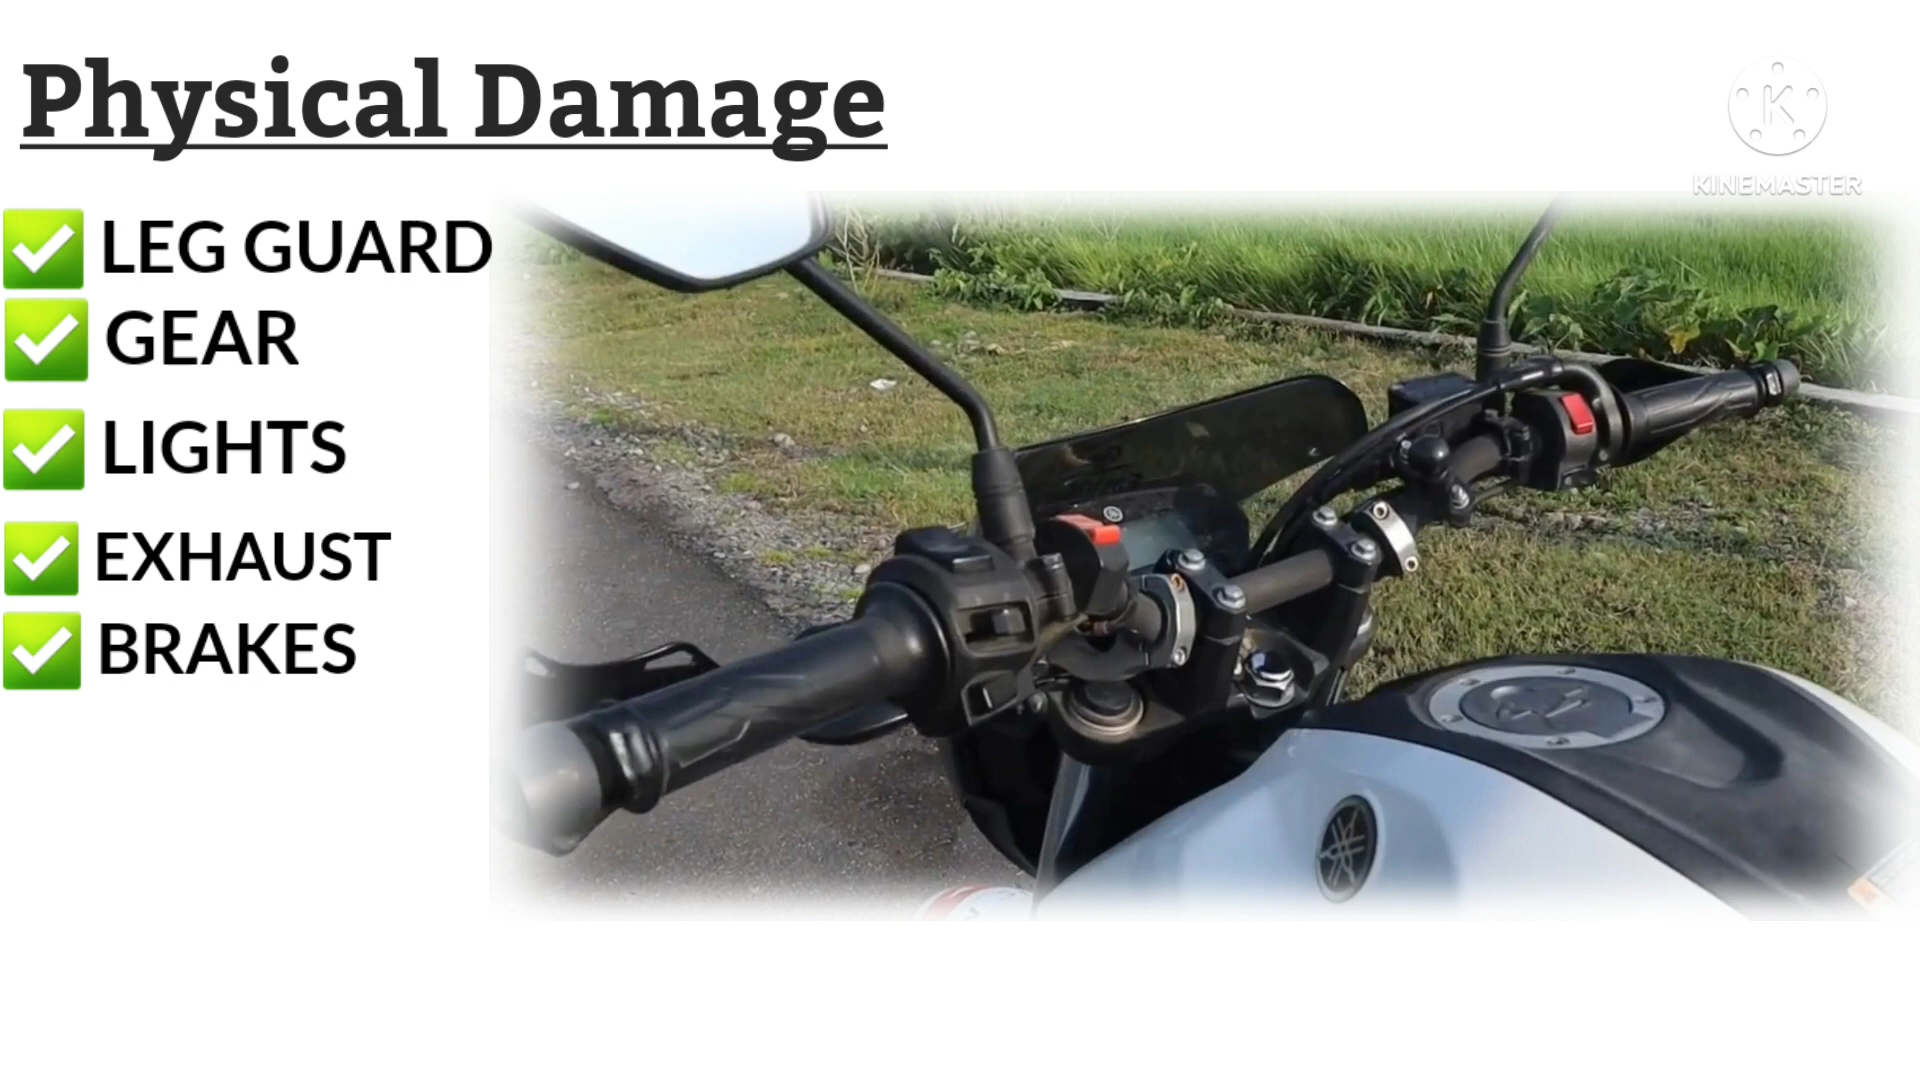 Physical Damage
KINEMASTER
LEG GUARD
GEAR
LIGHTS
EXHAUST
BRAKES